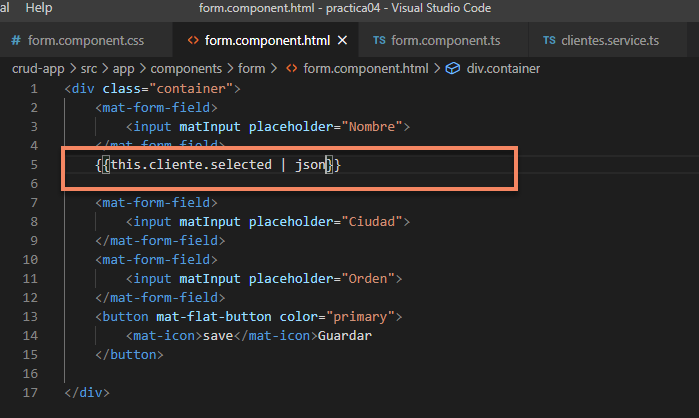 al Help form.component.html - practica04 - Visual Studio Code
# form.component.css <> form.component.html × TS form.component.ts TS clientes.service.ts
crud-app > src > app > components > form > <> form.component.html > div.container
1 <div class="container">
2 <mat-form-field>
3 <input matInput placeholder="Nombre">
4 </mat-form-field>
5 {{this.cliente.selected | json}}
6
7 <mat-form-field>
8 <input matInput placeholder="Ciudad">
9 </mat-form-field>
10 <mat-form-field>
11 <input matInput placeholder="Orden">
12 </mat-form-field>
13 <button mat-flat-button color="primary">
14 <mat-icon>save</mat-icon>Guardar
15 </button>
16
17 </div>